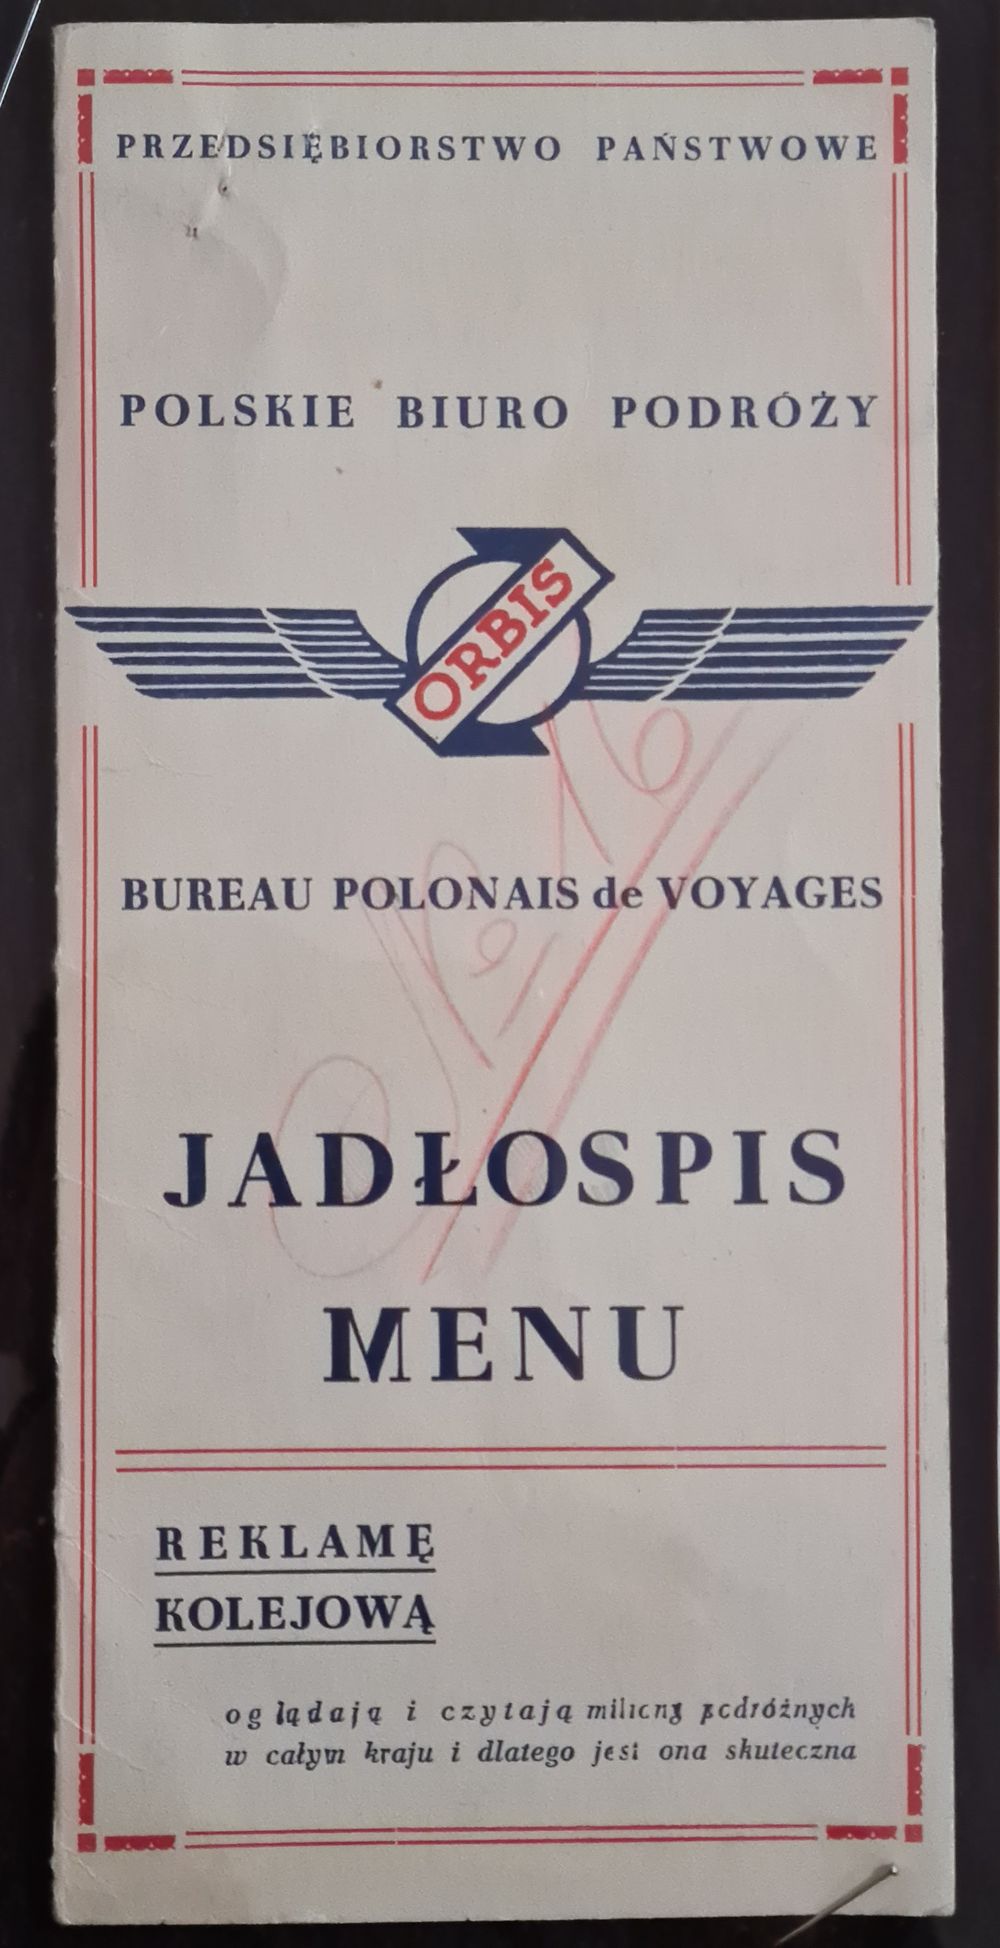 PRZEDSIĘBIORSTWO PAŃSTWOWE
POLSKIE BIURO PODRÓŻY
ORBIS
BUREAU POLONAIS de VOYAGES
JADŁOSPIS
MENU
REKLAMĘ
KOLEJOWĄ
oglądają i czytają miliony podróżnych
w całym kraju i dlatego jest ona skuteczna